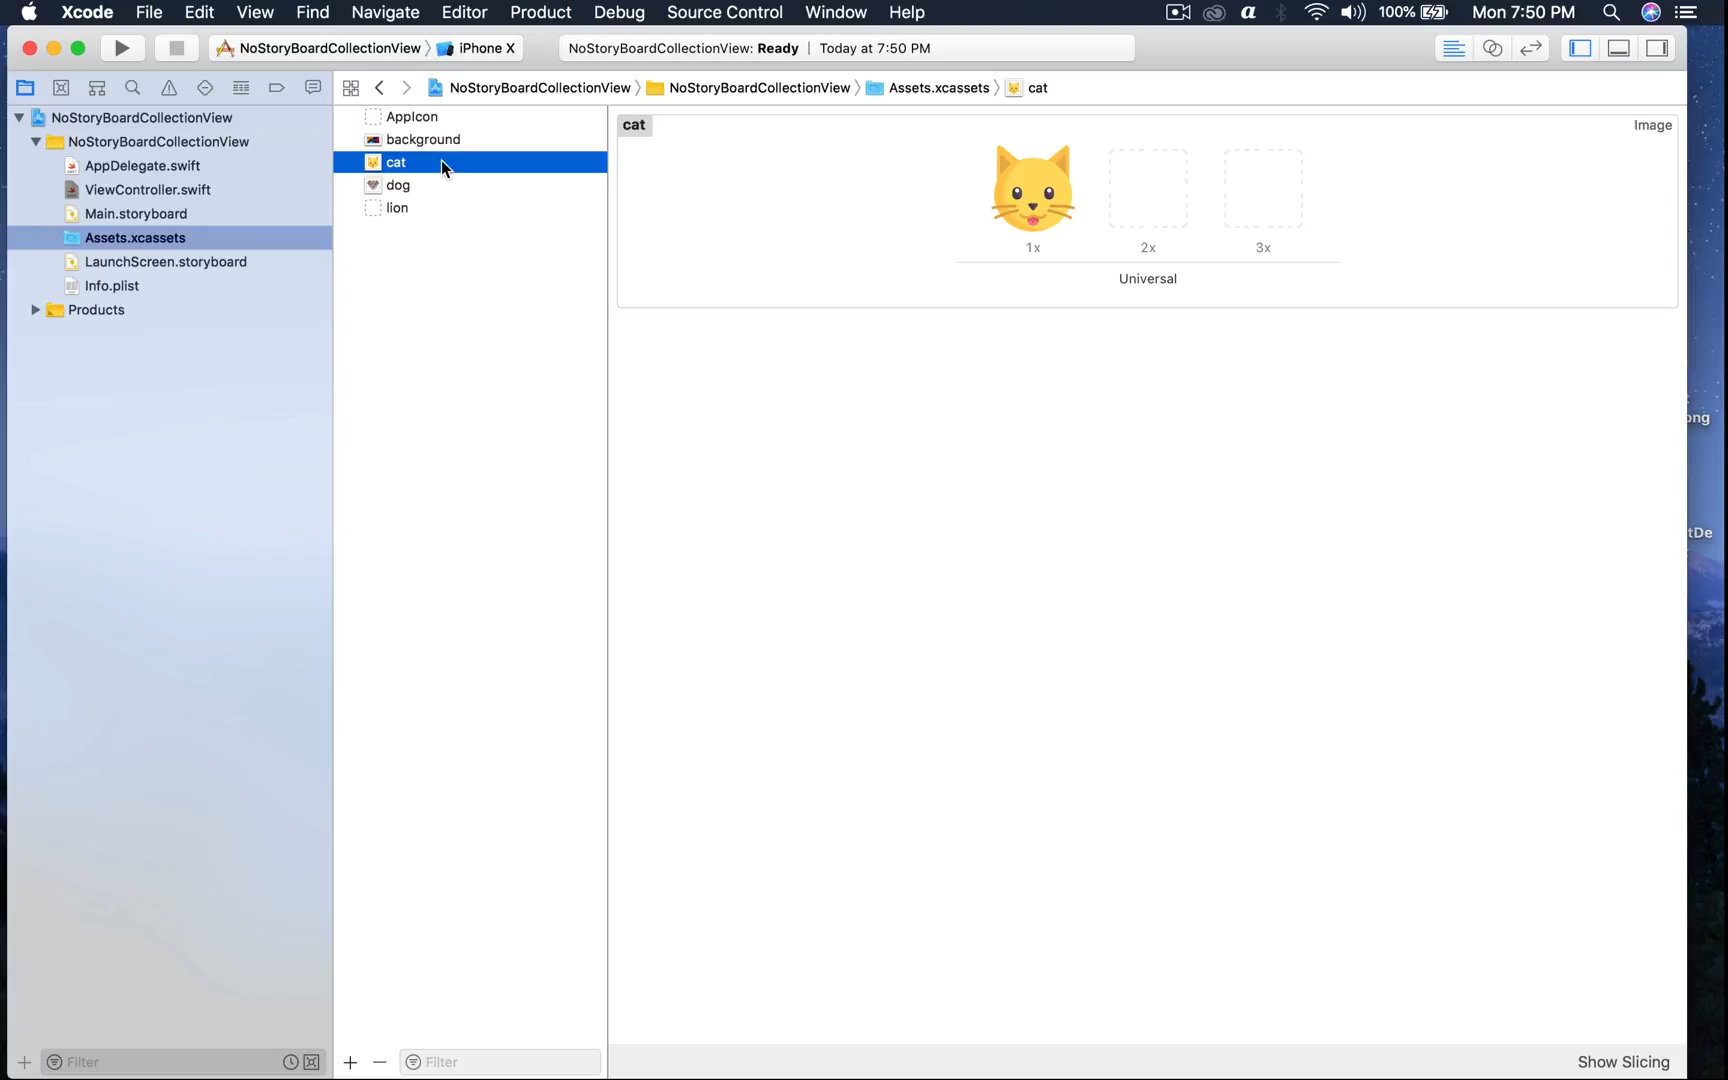 Xcode File Edit View Find Navigate Editor Product Debug Source Control Window Help a 100% Mon 7:50 PM
NoStoryBoardCollectionView iPhone X NoStoryBoardCollectionView: Ready | Today at 7:50 PM
NoStoryBoardCollectionView NoStoryBoardCollectionView Assets.xcassets cat
NoStoryBoardCollectionView
NoStoryBoardCollectionView
AppDelegate.swift
ViewController.swift
Main.storyboard
Assets.xcassets
LaunchScreen.storyboard
Info.plist
Products
AppIcon
background
cat
dog
lion
cat Image
1x 2x 3x
Universal
ong
tDe
Filter
Filter
Show Slicing